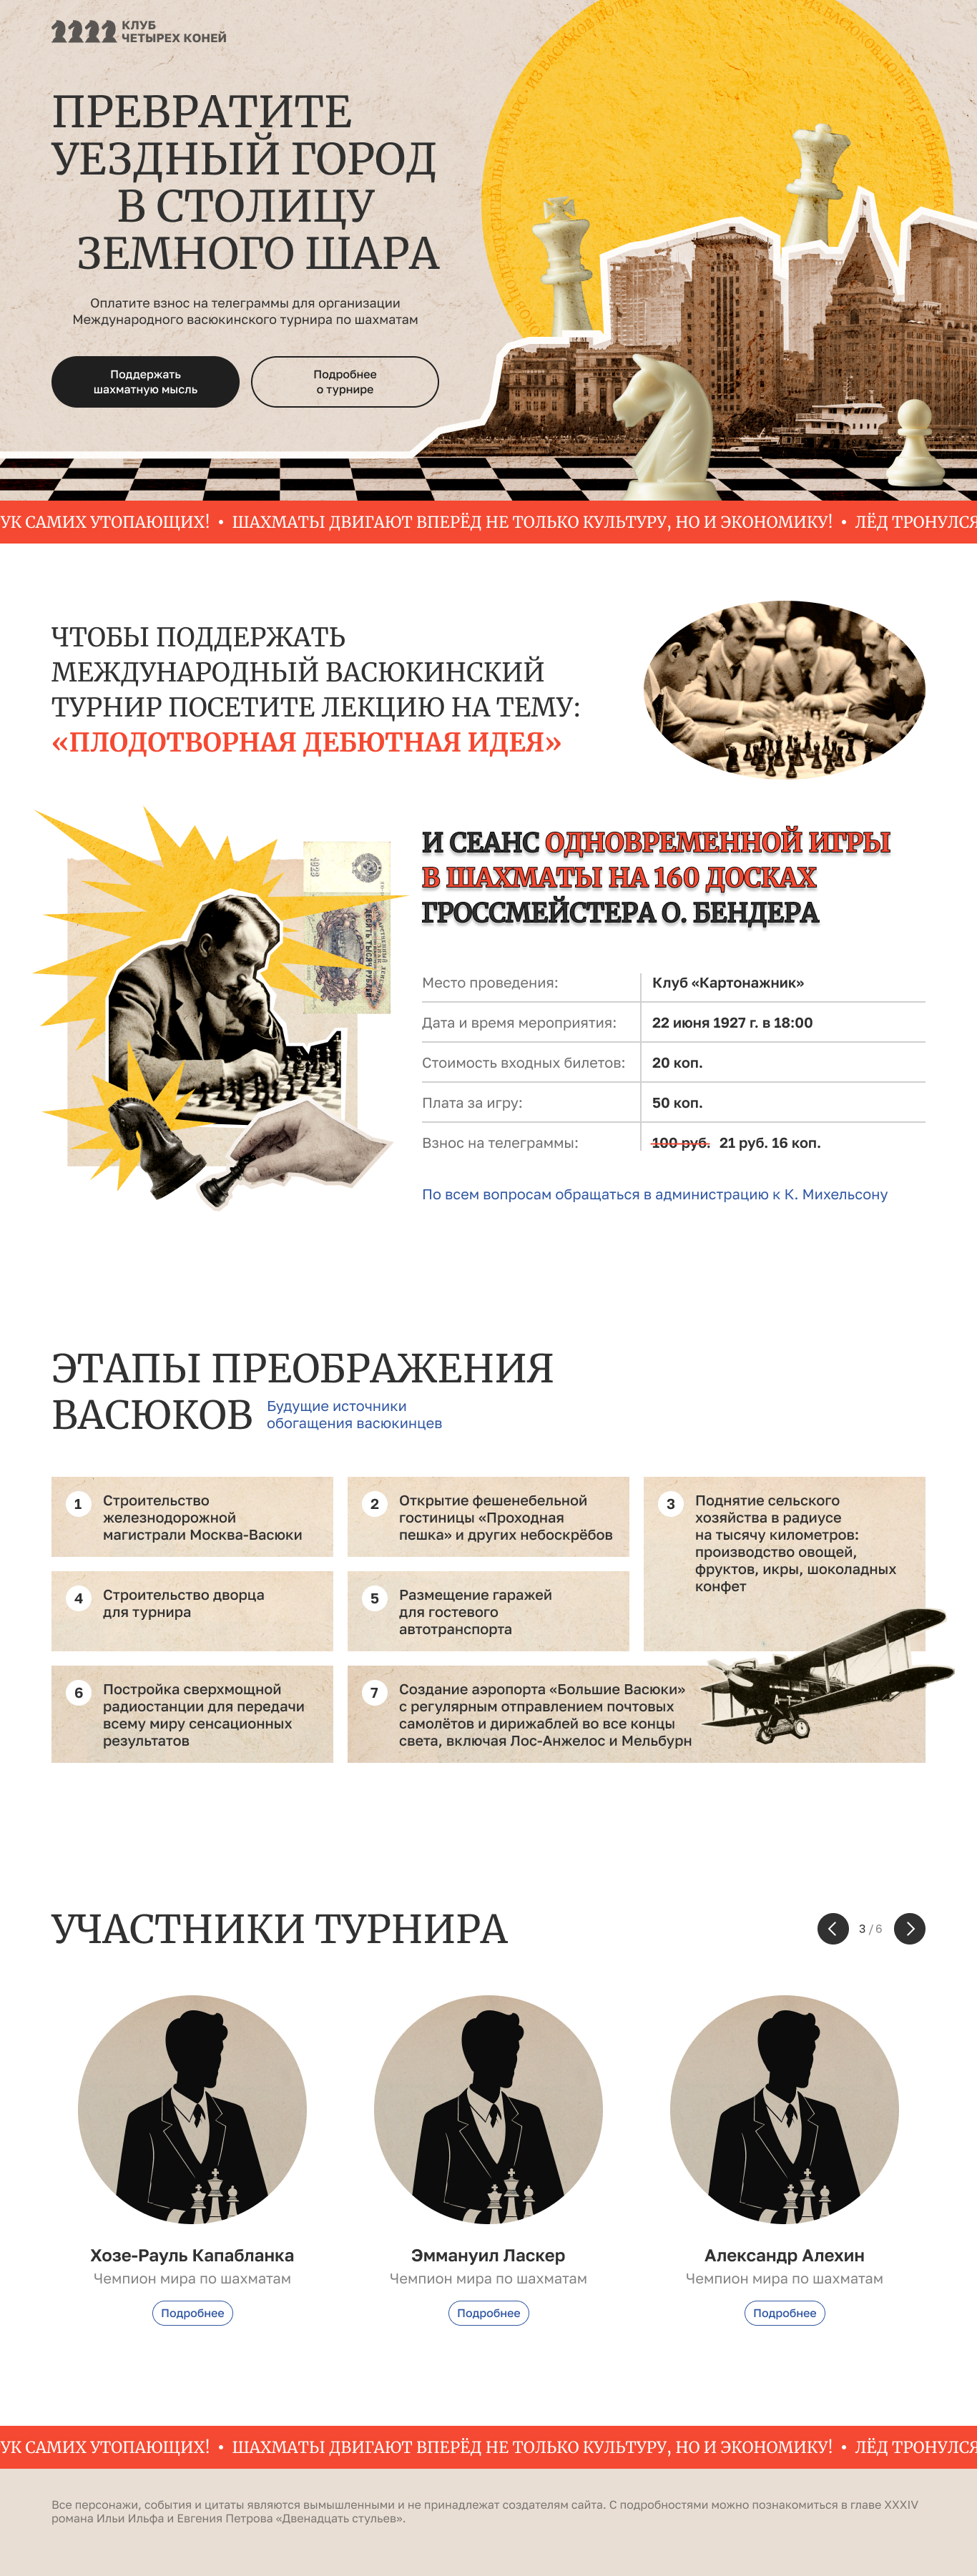 КЛУБ
ЧЕТЫРЕХ КОНЕЙ
ПРЕВРАТИТЕ
УЕЗДНЫЙ ГОРОД
В СТОЛИЦУ
ЗЕМНОГО ШАРА
Оплатите взнос на телеграммы для организации
Международного васюкинского турнира по шахматам
Поддержать
шахматную мысль
Подробнее
о турнире
УК САМИХ УТОПАЮЩИХ! • ШАХМАТЫ ДВИГАЮТ ВПЕРЁД НЕ ТОЛЬКО КУЛЬТУРУ, НО И ЭКОНОМИКУ! • ЛЁД ТРОНУЛСЯ
ЧТОБЫ ПОДДЕРЖАТЬ
МЕЖДУНАРОДНЫЙ ВАСЮКИНСКИЙ
ТУРНИР ПОСЕТИТЕ ЛЕКЦИЮ НА ТЕМУ:
«ПЛОДОТВОРНАЯ ДЕБЮТНАЯ ИДЕЯ»
1923
И СЕАНС ОДНОВРЕМЕННОЙ ИГРЫ
В ШАХМАТЫ НА 160 ДОСКАХ
ГРОССМЕЙСТЕРА О. БЕНДЕРА
Место проведения: Клуб «Картонажник»
Дата и время мероприятия: 22 июня 1927 г. в 18:00
Стоимость входных билетов: 20 коп.
Плата за игру: 50 коп.
Взнос на телеграммы: 100 руб. 21 руб. 16 коп.
По всем вопросам обращаться в администрацию к К. Михельсону
ЭТАПЫ ПРЕОБРАЖЕНИЯ
ВАСЮКОВ
Будущие источники
обогащения васюкинцев
1 Строительство
железнодорожной
магистрали Москва-Васюки
2 Открытие фешенебельной
гостиницы «Проходная
пешка» и других небоскрёбов
3 Поднятие сельского
хозяйства в радиусе
на тысячу километров:
производство овощей,
фруктов, икры, шоколадных
конфет
4 Строительство дворца
для турнира
5 Размещение гаражей
для гостевого
автотранспорта
6 Постройка сверхмощной
радиостанции для передачи
всему миру сенсационных
результатов
7 Создание аэропорта «Большие Васюки»
с регулярным отправлением почтовых
самолётов и дирижаблей во все концы
света, включая Лос-Анжелос и Мельбурн
УЧАСТНИКИ ТУРНИРА
3 / 6
Хозе-Рауль Капабланка
Чемпион мира по шахматам
Подробнее
Эммануил Ласкер
Чемпион мира по шахматам
Подробнее
Александр Алехин
Чемпион мира по шахматам
Подробнее
УК САМИХ УТОПАЮЩИХ! • ШАХМАТЫ ДВИГАЮТ ВПЕРЁД НЕ ТОЛЬКО КУЛЬТУРУ, НО И ЭКОНОМИКУ! • ЛЁД ТРОНУЛСЯ
Все персонажи, события и цитаты являются вымышленными и не принадлежат создателям сайта. С подробностями можно познакомиться в главе XXXIV
романа Ильи Ильфа и Евгения Петрова «Двенадцать стульев».